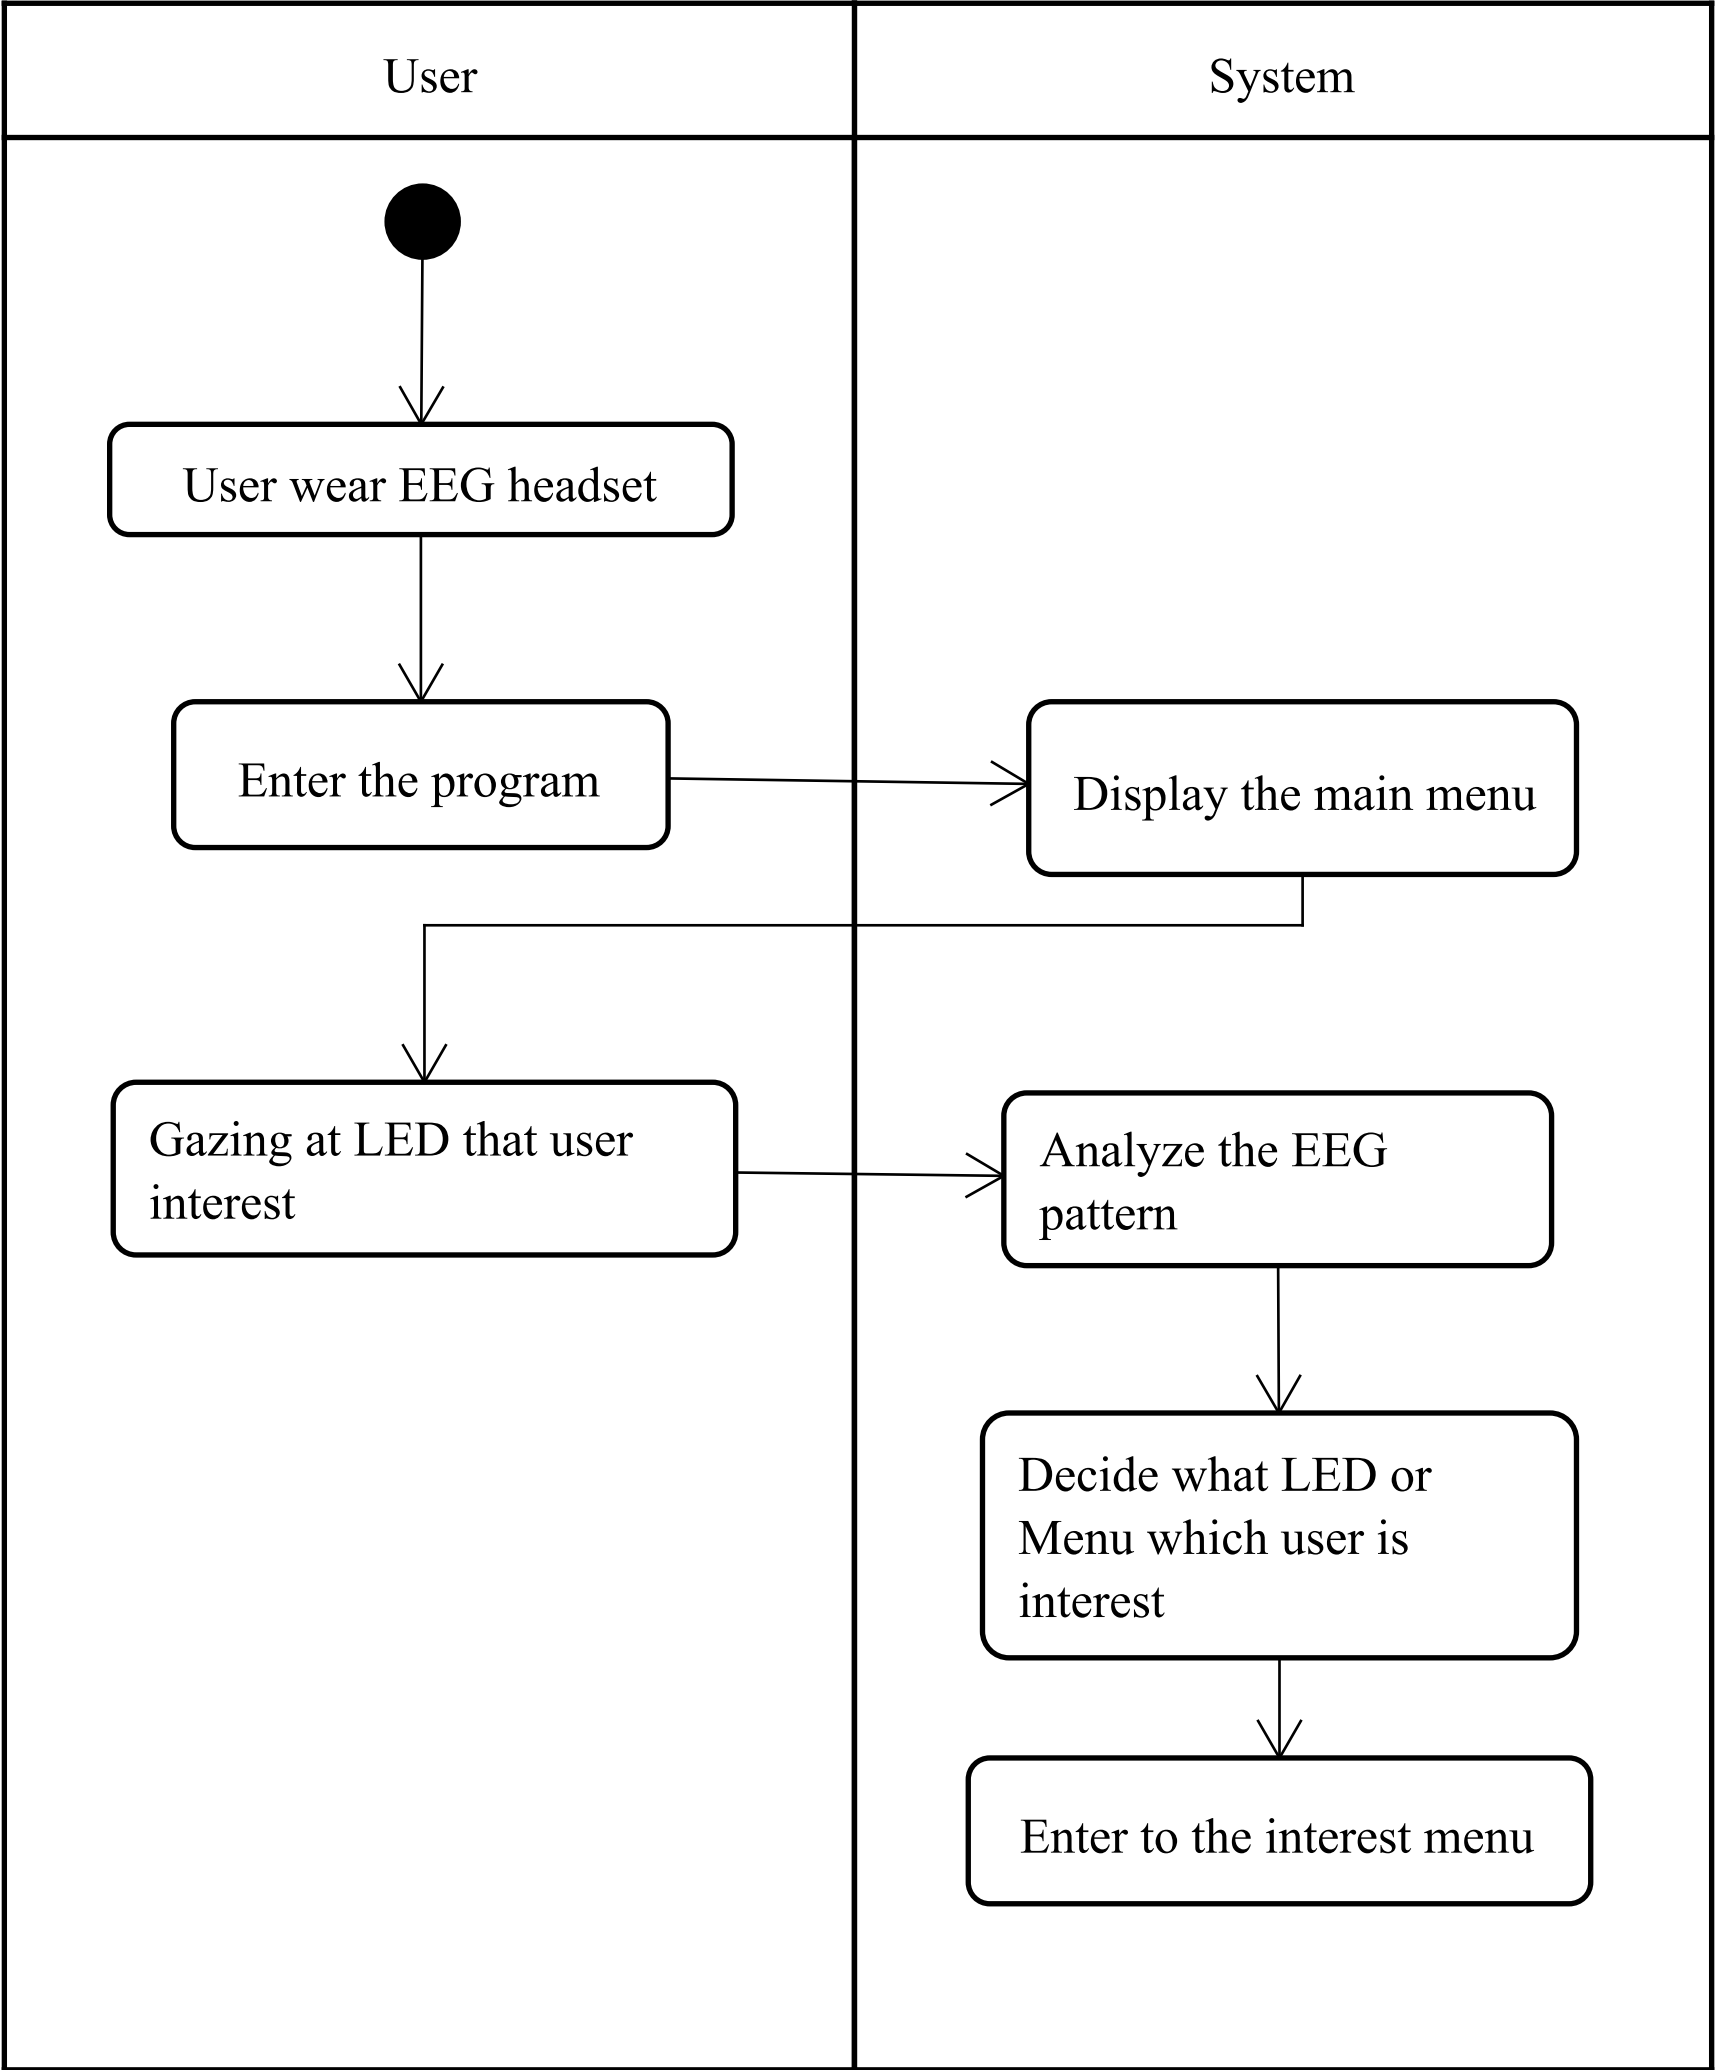 User
System
User wear EEG headset
Enter the program
Display the main menu
Gazing at LED that user
interest
Analyze the EEG
pattern
Decide what LED or
Menu which user is
interest
Enter to the interest menu